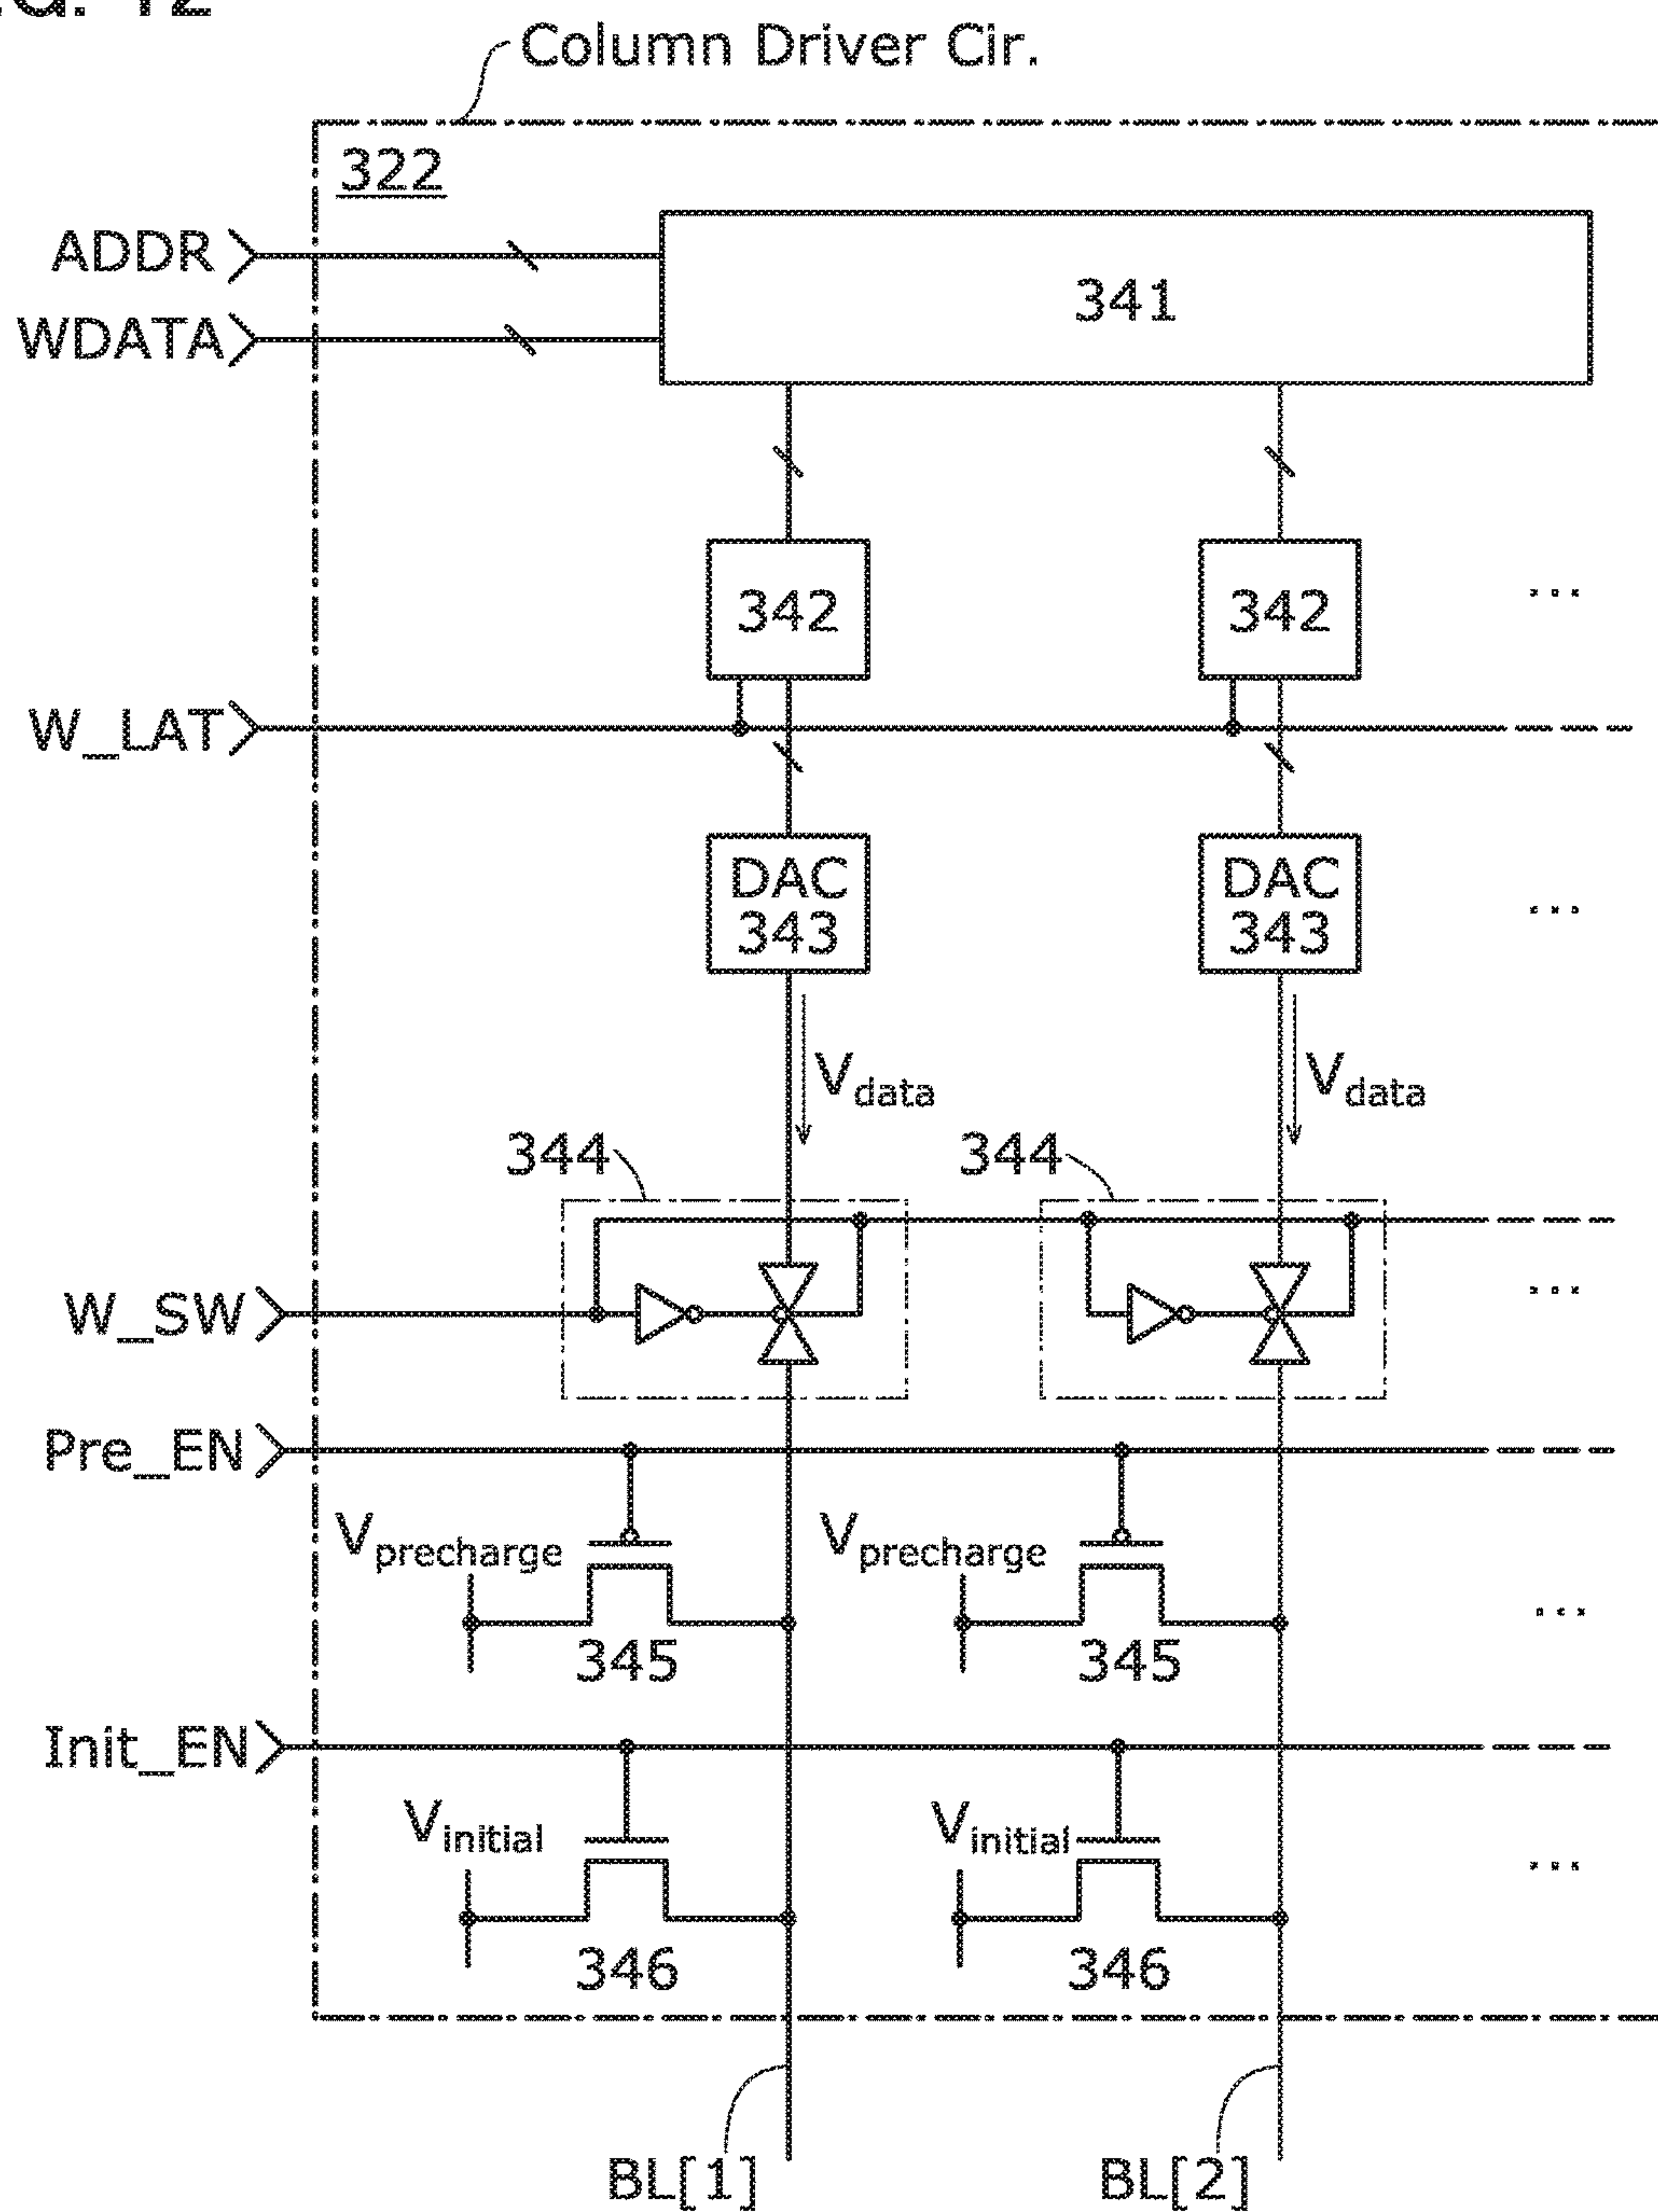 12
Column Driver Cir.
322
ADDR
341
WDATA
342 342 ...
W_LAT
DAC DAC
343 343 ...
Vdata Vdata
344 344
W_SW ...
Pre_EN
Vprecharge Vprecharge
345 345 ...
Init_EN
Vinitial Vinitial
346 346 ...
BL[1] BL[2]